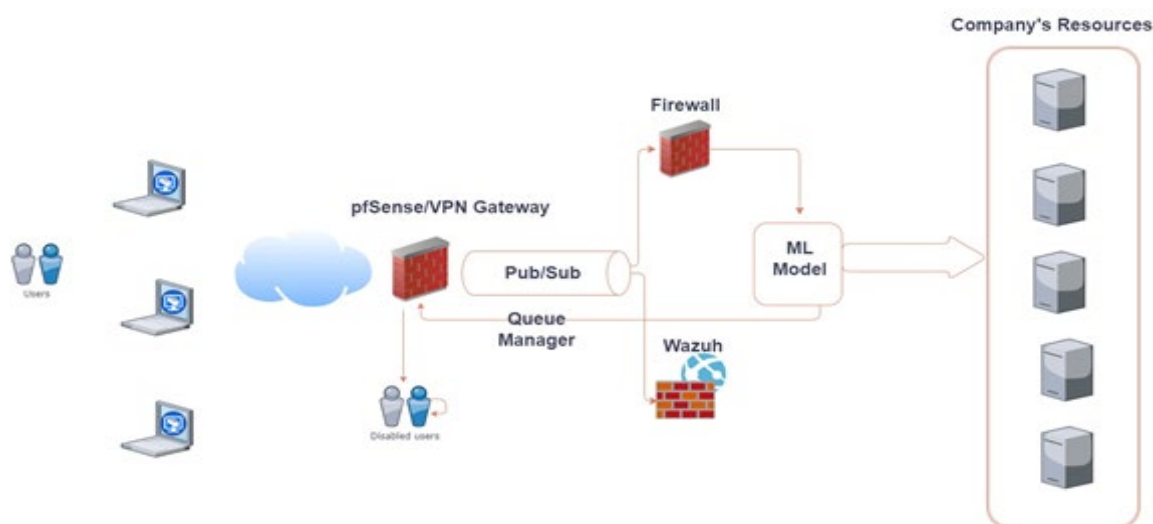 Company's Resources
Firewall
pfSense/VPN Gateway
ML
Model
Pub/Sub
Users
Queue
Manager
Wazuh
Disabled users